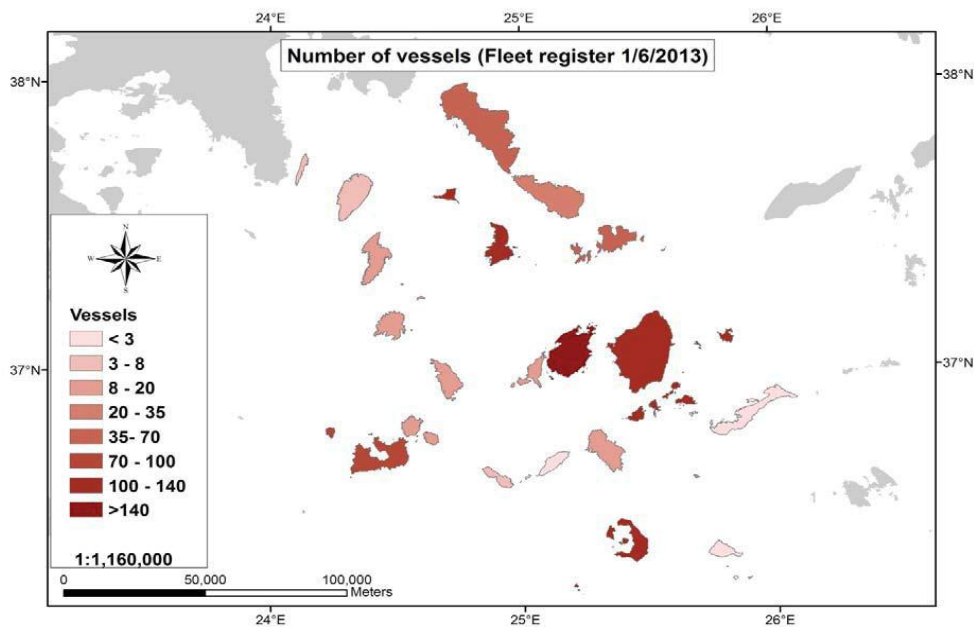 24°E 25°E 26°E
Number of vessels (Fleet register 1/6/2013)
38°N 38°N
N
W E
S
Vessels
< 3
3 - 8
8 - 20
20 - 35
35- 70
70 - 100
100 - 140
>140
37°N 37°N
1:1,160,000
0 50,000 100,000
Meters
24°E 25°E 26°E